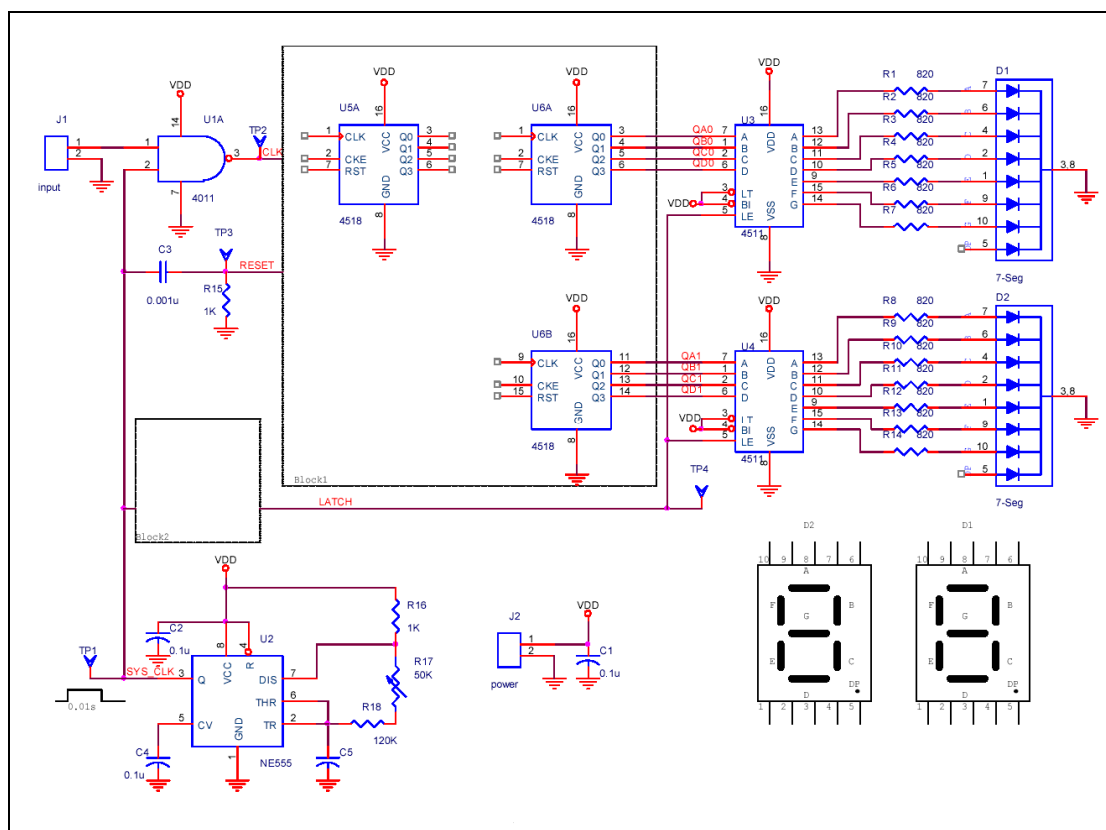 J1
1
2
input
VDD
14
U1A
1
2
3
7
4011
TP2
CLK
C3
0.001u
TP3
RESET
R15
1K
VDD
16
U5A
1 CLK
2 CKE
7 RST
VCC
GND
Q0 3
Q1 4
Q2 5
Q3 6
8
4518
VDD
16
U6A
1 CLK
2 CKE
7 RST
VCC
GND
Q0 3
Q1 4
Q2 5
Q3 6
8
4518
QA0
QB0
QC0
QD0
VDD
16
U3
7 A
1 B
2 C
6 D
3 LT
4 BI
5 LE
VDD
VSS
A 13
B 12
C 11
D 10
E 9
F 15
G 14
8
4511
VDD
R1 820
R2 820
R3 820
R4 820
R5 820
R6 820
R7 820
D1
7
6
4
2
1
9
10
5
3,8
7-Seg
VDD
16
U6B
9 CLK
10 CKE
15 RST
VCC
GND
Q0 11
Q1 12
Q2 13
Q3 14
8
4518
QA1
QB1
QC1
QD1
VDD
16
U4
7 A
1 B
2 C
6 D
3 LT
4 BI
5 LE
VDD
VSS
A 13
B 12
C 11
D 10
E 9
F 15
G 14
8
4511
VDD
R8 820
R9 820
R10 820
R11 820
R12 820
R13 820
R14 820
D2
7
6
4
2
1
9
10
5
3,8
7-Seg
Block1
Block2
LATCH
TP4
VDD
C2
0.1u
U2
8
4
VCC
R
3 Q
5 CV
GND
1
DIS 7
THR 6
TR 2
NE555
TP1
SYS_CLK
0.01s
C4
0.1u
C5
R16
1K
R17
50K
R18
120K
J2
1
2
power
VDD
C1
0.1u
D2
10 9 8 7 6
A
F B
G
E C
D DP
1 2 3 4 5
D1
10 9 8 7 6
A
F B
G
E C
D DP
1 2 3 4 5